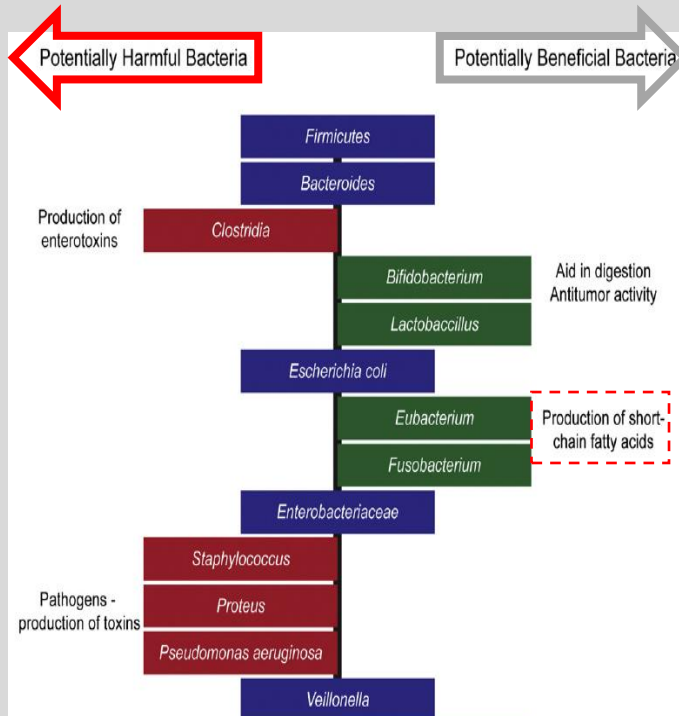 Potentially Harmful Bacteria
Potentially Beneficial Bacteria
Firmicutes
Bacteroides
Production of
enterotoxins
Clostridia
Bifidobacterium
Aid in digestion
Antitumor activity
Lactobaccillus
Escherichia coli
Eubacterium
Production of short-
chain fatty acids
Fusobacterium
Enterobacteriaceae
Staphylococcus
Pathogens -
production of toxins
Proteus
Pseudomonas aeruginosa
Veillonella